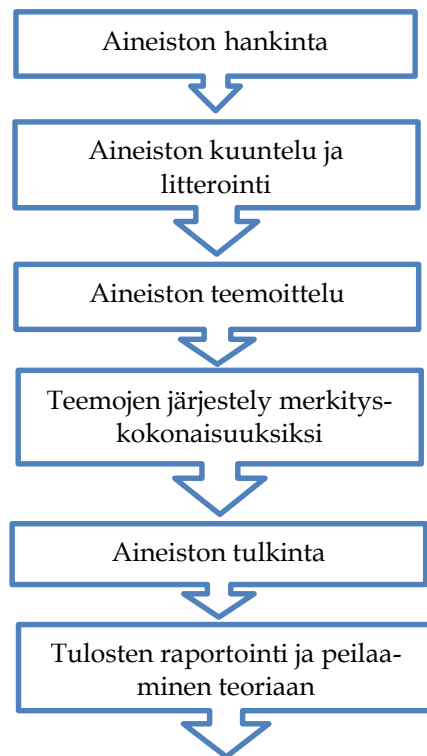 Aineiston hankinta
Aineiston kuuntelu ja
litterointi
Aineiston teemoittelu
Teemojen järjestely merkitys-
kokonaisuuksiksi
Aineiston tulkinta
Tulosten raportointi ja peilaa-
minen teoriaan